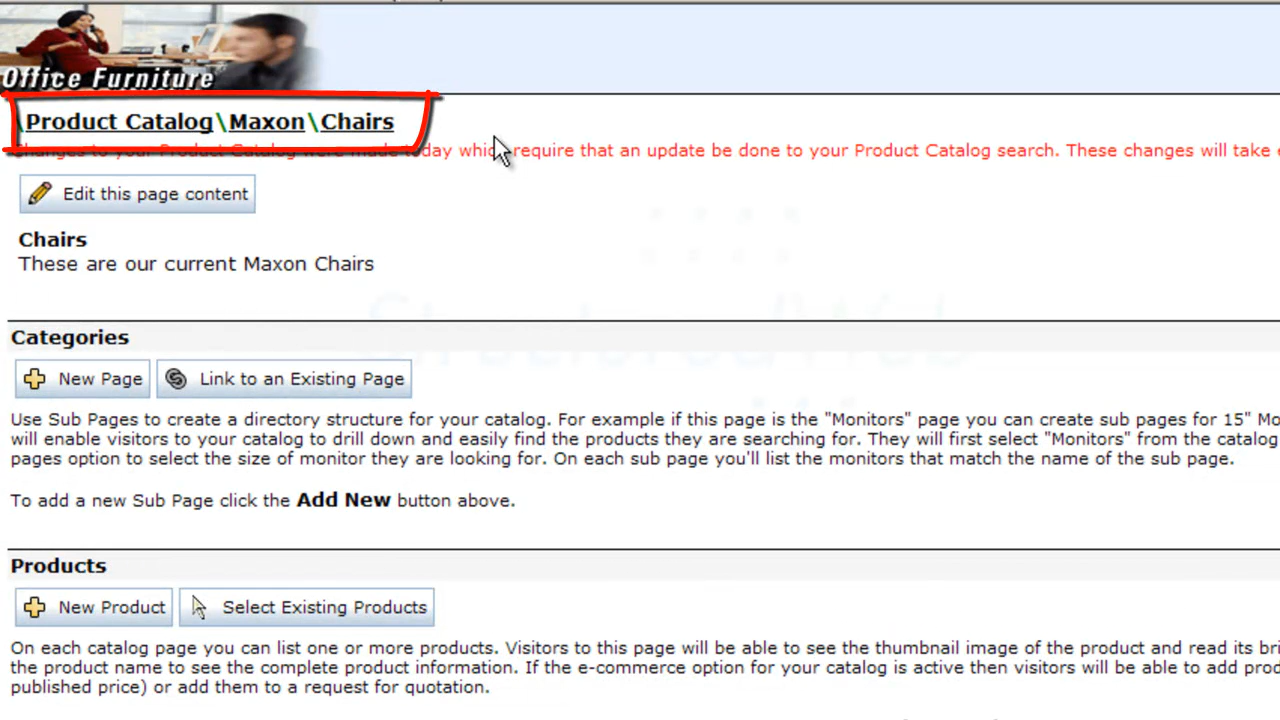 Office Furniture
\Product Catalog\Maxon\Chairs
Changes to your Product Catalog were made today which require that an update be done to your Product Catalog search. These changes will take
Edit this page content
Chairs
These are our current Maxon Chairs
Categories
New Page
Link to an Existing Page
Use Sub Pages to create a directory structure for your catalog. For example if this page is the "Monitors" page you can create sub pages for 15"
will enable visitors to your catalog to drill down and easily find the products they are searching for. They will first select "Monitors" from the catalog
pages option to select the size of monitor they are looking for. On each sub page you'll list the monitors that match the name of the sub page.
To add a new Sub Page click the Add New button above.
Products
New Product
Select Existing Products
On each catalog page you can list one or more products. Visitors to this page will be able to see the thumbnail image of the product and read its
the product name to see the complete product information. If the e-commerce option for your catalog is active then visitors will be able to add
published price) or add them to a request for quotation.